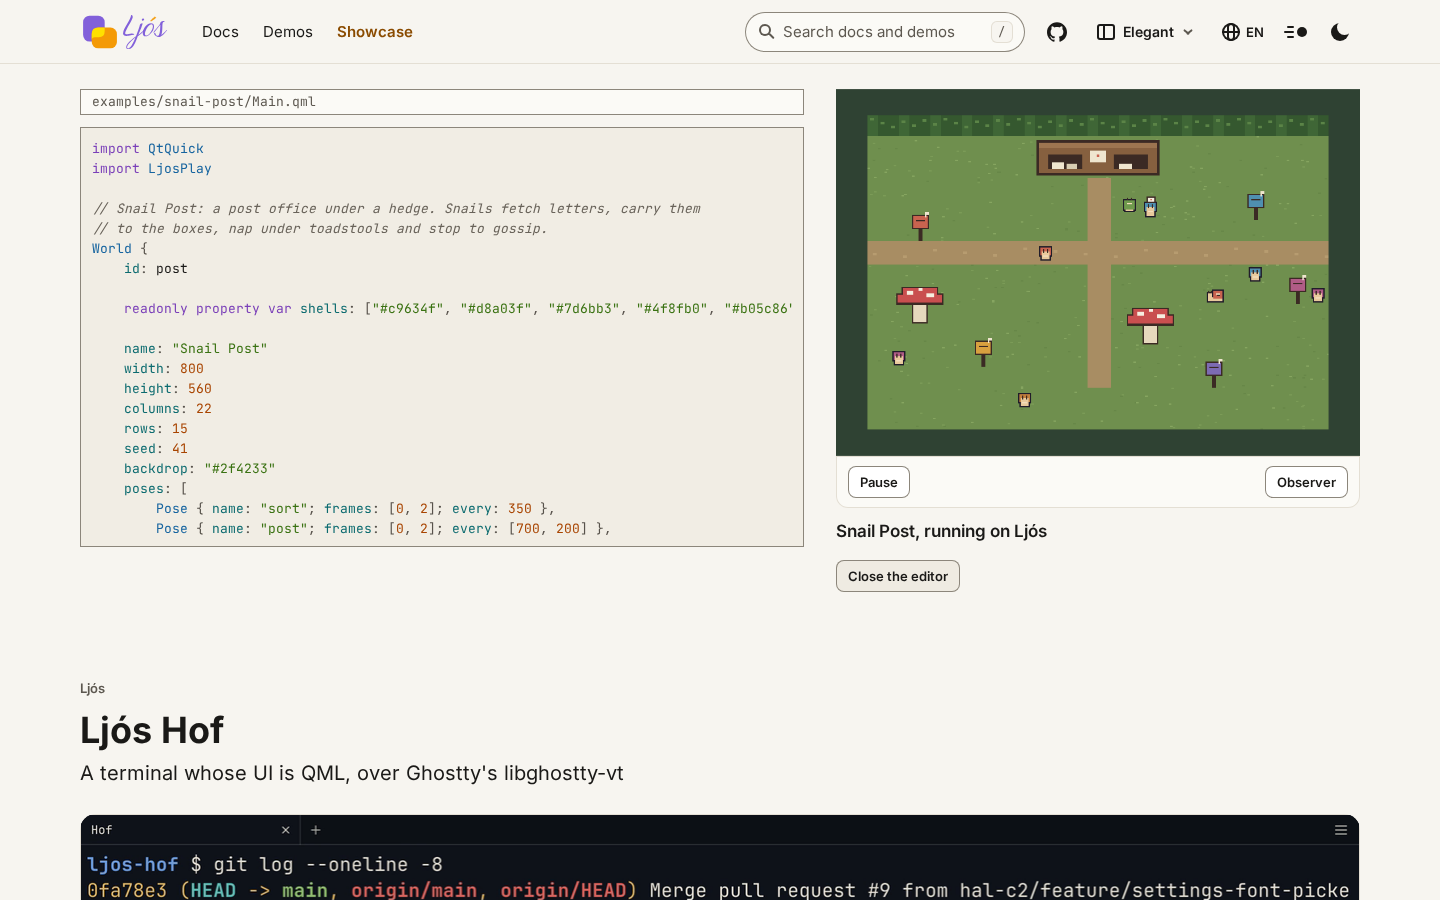 Ljós
Docs
Demos
Showcase
Search docs and demos
/
Elegant
EN
examples/snail-post/Main.qml
import QtQuick
import LjosPlay
// Snail Post: a post office under a hedge. Snails fetch letters, carry them
// to the boxes, nap under toadstools and stop to gossip.
World {
id: post
readonly property var shells: ["#c9634f", "#d8a03f", "#7d6bb3", "#4f8fb0", "#b05c86"
name: "Snail Post"
width: 800
height: 560
columns: 22
rows: 15
seed: 41
backdrop: "#2f4233"
poses: [
Pose { name: "sort"; frames: [0, 2]; every: 350 },
Pose { name: "post"; frames: [0, 2]; every: [700, 200] },
Pause
Observer
Snail Post, running on Ljós
Close the editor
Ljós
Ljós Hof
A terminal whose UI is QML, over Ghostty's libghostty-vt
Hof
ljos-hof $ git log --oneline -8
0fa78e3 (HEAD -> main, origin/main, origin/HEAD) Merge pull request #9 from hal-c2/feature/settings-font-picke